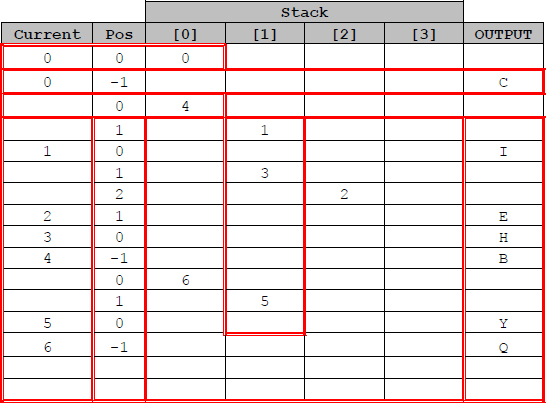 Stack
Current Pos [0] [1] [2] [3] OUTPUT
0 0 0
0 -1 C
0 4
1 1
1 0 I
1 3
2 2
2 1 E
3 0 H
4 -1 B
0 6
1 5
5 0 Y
6 -1 Q